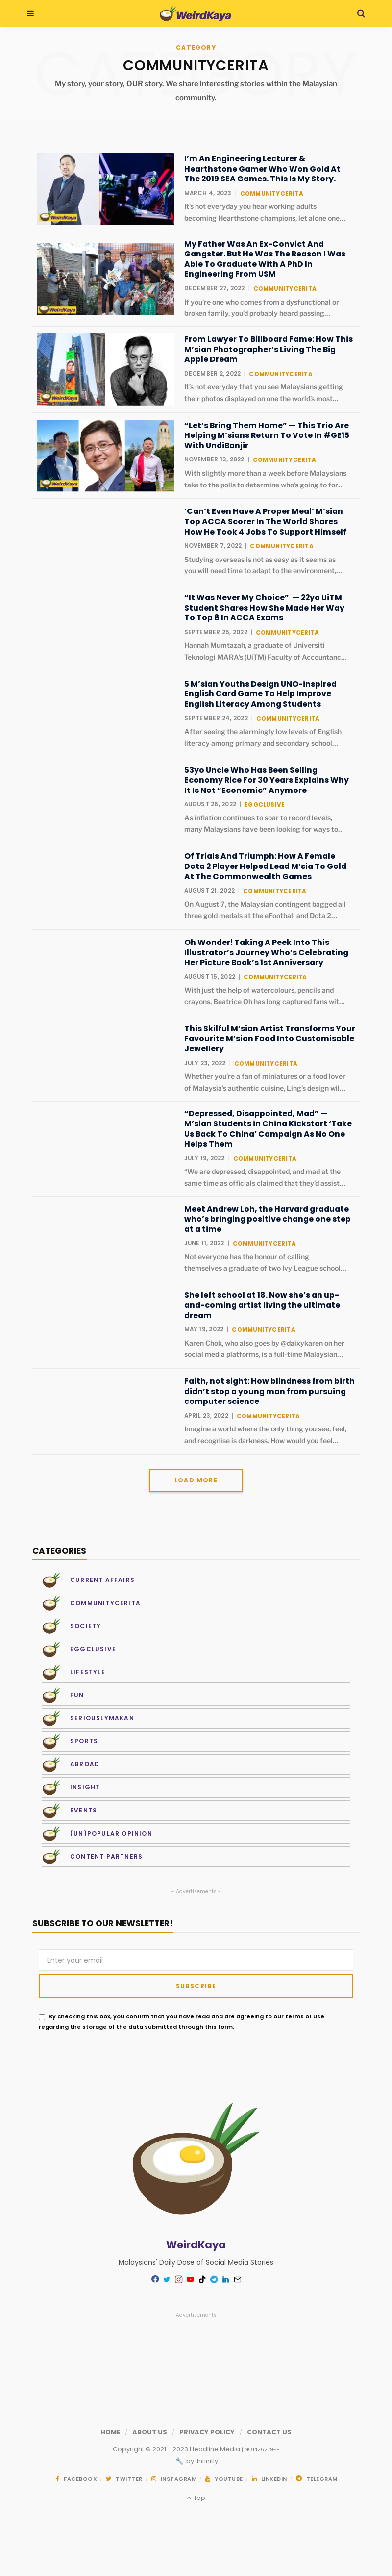 WeirdKaya
CATEGORY
COMMUNITYCERITA
My story, your story, OUR story. We share interesting stories within the Malaysian
community.
I'm An Engineering Lecturer &
Hearthstone Gamer Who Won Gold At
The 2019 SEA Games. This Is My Story.
MARCH 4, 2023 | COMMUNITYCERITA
It's not everyday you hear working adults
becoming Hearthstone champions, let alone one...
My Father Was An Ex-Convict And
Gangster. But He Was The Reason I Was
Able To Graduate With A PhD In
Engineering From USM
DECEMBER 27, 2022 | COMMUNITYCERITA
If you're one who comes from a dysfunctional or
broken family, you'd probably heard passing...
From Lawyer To Billboard Fame: How This
M'sian Photographer's Living The Big
Apple Dream
DECEMBER 2, 2022 | COMMUNITYCERITA
It's not everyday that you see Malaysians getting
their photos displayed on one the world's most...
"Let's Bring Them Home" — This Trio Are
Helping M'sians Return To Vote In #GE15
With UndiBanjir
NOVEMBER 13, 2022 | COMMUNITYCERITA
With slightly more than a week before Malaysians
take to the polls to determine who's going to for...
'Can't Even Have A Proper Meal' M'sian
Top ACCA Scorer In The World Shares
How He Took 4 Jobs To Support Himself
NOVEMBER 7, 2022 | COMMUNITYCERITA
Studying overseas is not as easy as it seems as
you will need time to adapt to the environment,...
"It Was Never My Choice" — 22yo UiTM
Student Shares How She Made Her Way
To Top 8 In ACCA Exams
SEPTEMBER 25, 2022 | COMMUNITYCERITA
Hannah Mumtazah, a graduate of Universiti
Teknologi MARA's (UiTM) Faculty of Accountanc...
5 M'sian Youths Design UNO-inspired
English Card Game To Help Improve
English Literacy Among Students
SEPTEMBER 24, 2022 | COMMUNITYCERITA
After seeing the alarmingly low levels of English
literacy among primary and secondary school...
53yo Uncle Who Has Been Selling
Economy Rice For 30 Years Explains Why
It Is Not "Economic" Anymore
AUGUST 26, 2022 | EGGCLUSIVE
As inflation continues to soar to record levels,
many Malaysians have been looking for ways to...
Of Trials And Triumph: How A Female
Dota 2 Player Helped Lead M'sia To Gold
At The Commonwealth Games
AUGUST 21, 2022 | COMMUNITYCERITA
On August 7, the Malaysian contingent bagged all
three gold medals at the eFootball and Dota 2...
Oh Wonder! Taking A Peek Into This
Illustrator's Journey Who's Celebrating
Her Picture Book's 1st Anniversary
AUGUST 15, 2022 | COMMUNITYCERITA
With just the help of watercolours, pencils and
crayons, Beatrice Oh has long captured fans wit...
This Skilful M'sian Artist Transforms Your
Favourite M'sian Food Into Customisable
Jewellery
JULY 23, 2022 | COMMUNITYCERITA
Whether you're a fan of miniatures or a food lover
of Malaysia's authentic cuisine, Ling's design wil...
"Depressed, Disappointed, Mad" —
M'sian Students in China Kickstart 'Take
Us Back To China' Campaign As No One
Helps Them
JULY 19, 2022 | COMMUNITYCERITA
"We are depressed, disappointed, and mad at the
same time as officials claimed that they'd assist...
Meet Andrew Loh, the Harvard graduate
who's bringing positive change one step
at a time
JUNE 11, 2022 | COMMUNITYCERITA
Not everyone has the honour of calling
themselves a graduate of two Ivy League school...
She left school at 18. Now she's an up-
and-coming artist living the ultimate
dream
MAY 19, 2022 | COMMUNITYCERITA
Karen Chok, who also goes by @daixykaren on her
social media platforms, is a full-time Malaysian...
Faith, not sight: How blindness from birth
didn't stop a young man from pursuing
computer science
APRIL 23, 2022 | COMMUNITYCERITA
Imagine a world where the only thing you see, feel,
and recognise is darkness. How would you feel...
LOAD MORE
CATEGORIES
CURRENT AFFAIRS
COMMUNITYCERITA
SOCIETY
EGGCLUSIVE
LIFESTYLE
FUN
SERIOUSLYMAKAN
SPORTS
ABROAD
INSIGHT
EVENTS
(UN)POPULAR OPINION
CONTENT PARTNERS
- Advertisements -
SUBSCRIBE TO OUR NEWSLETTER!
Enter your email
SUBSCRIBE
By checking this box, you confirm that you have read and are agreeing to our terms of use
regarding the storage of the data submitted through this form.
WeirdKaya
Malaysians' Daily Dose of Social Media Stories
- Advertisements -
HOME / ABOUT US / PRIVACY POLICY / CONTACT US
Copyright © 2021 - 2023 Headline Media | NO1426279-H
🔧 by Infinitly
FACEBOOK / TWITTER / INSTAGRAM / YOUTUBE / LINKEDIN / TELEGRAM
Top